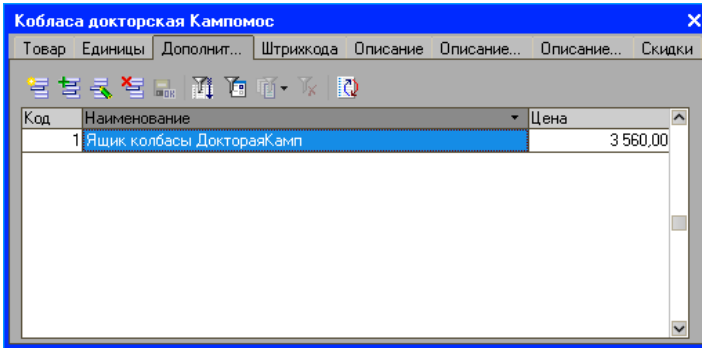 Кобласа докторская Кампомос
Товар Единицы Дополнит... Штрихкода Описание Описание... Описание... Скидки
Код Наименование Цена
1 Ящик колбасы ДоктораяКамп 3 560,00